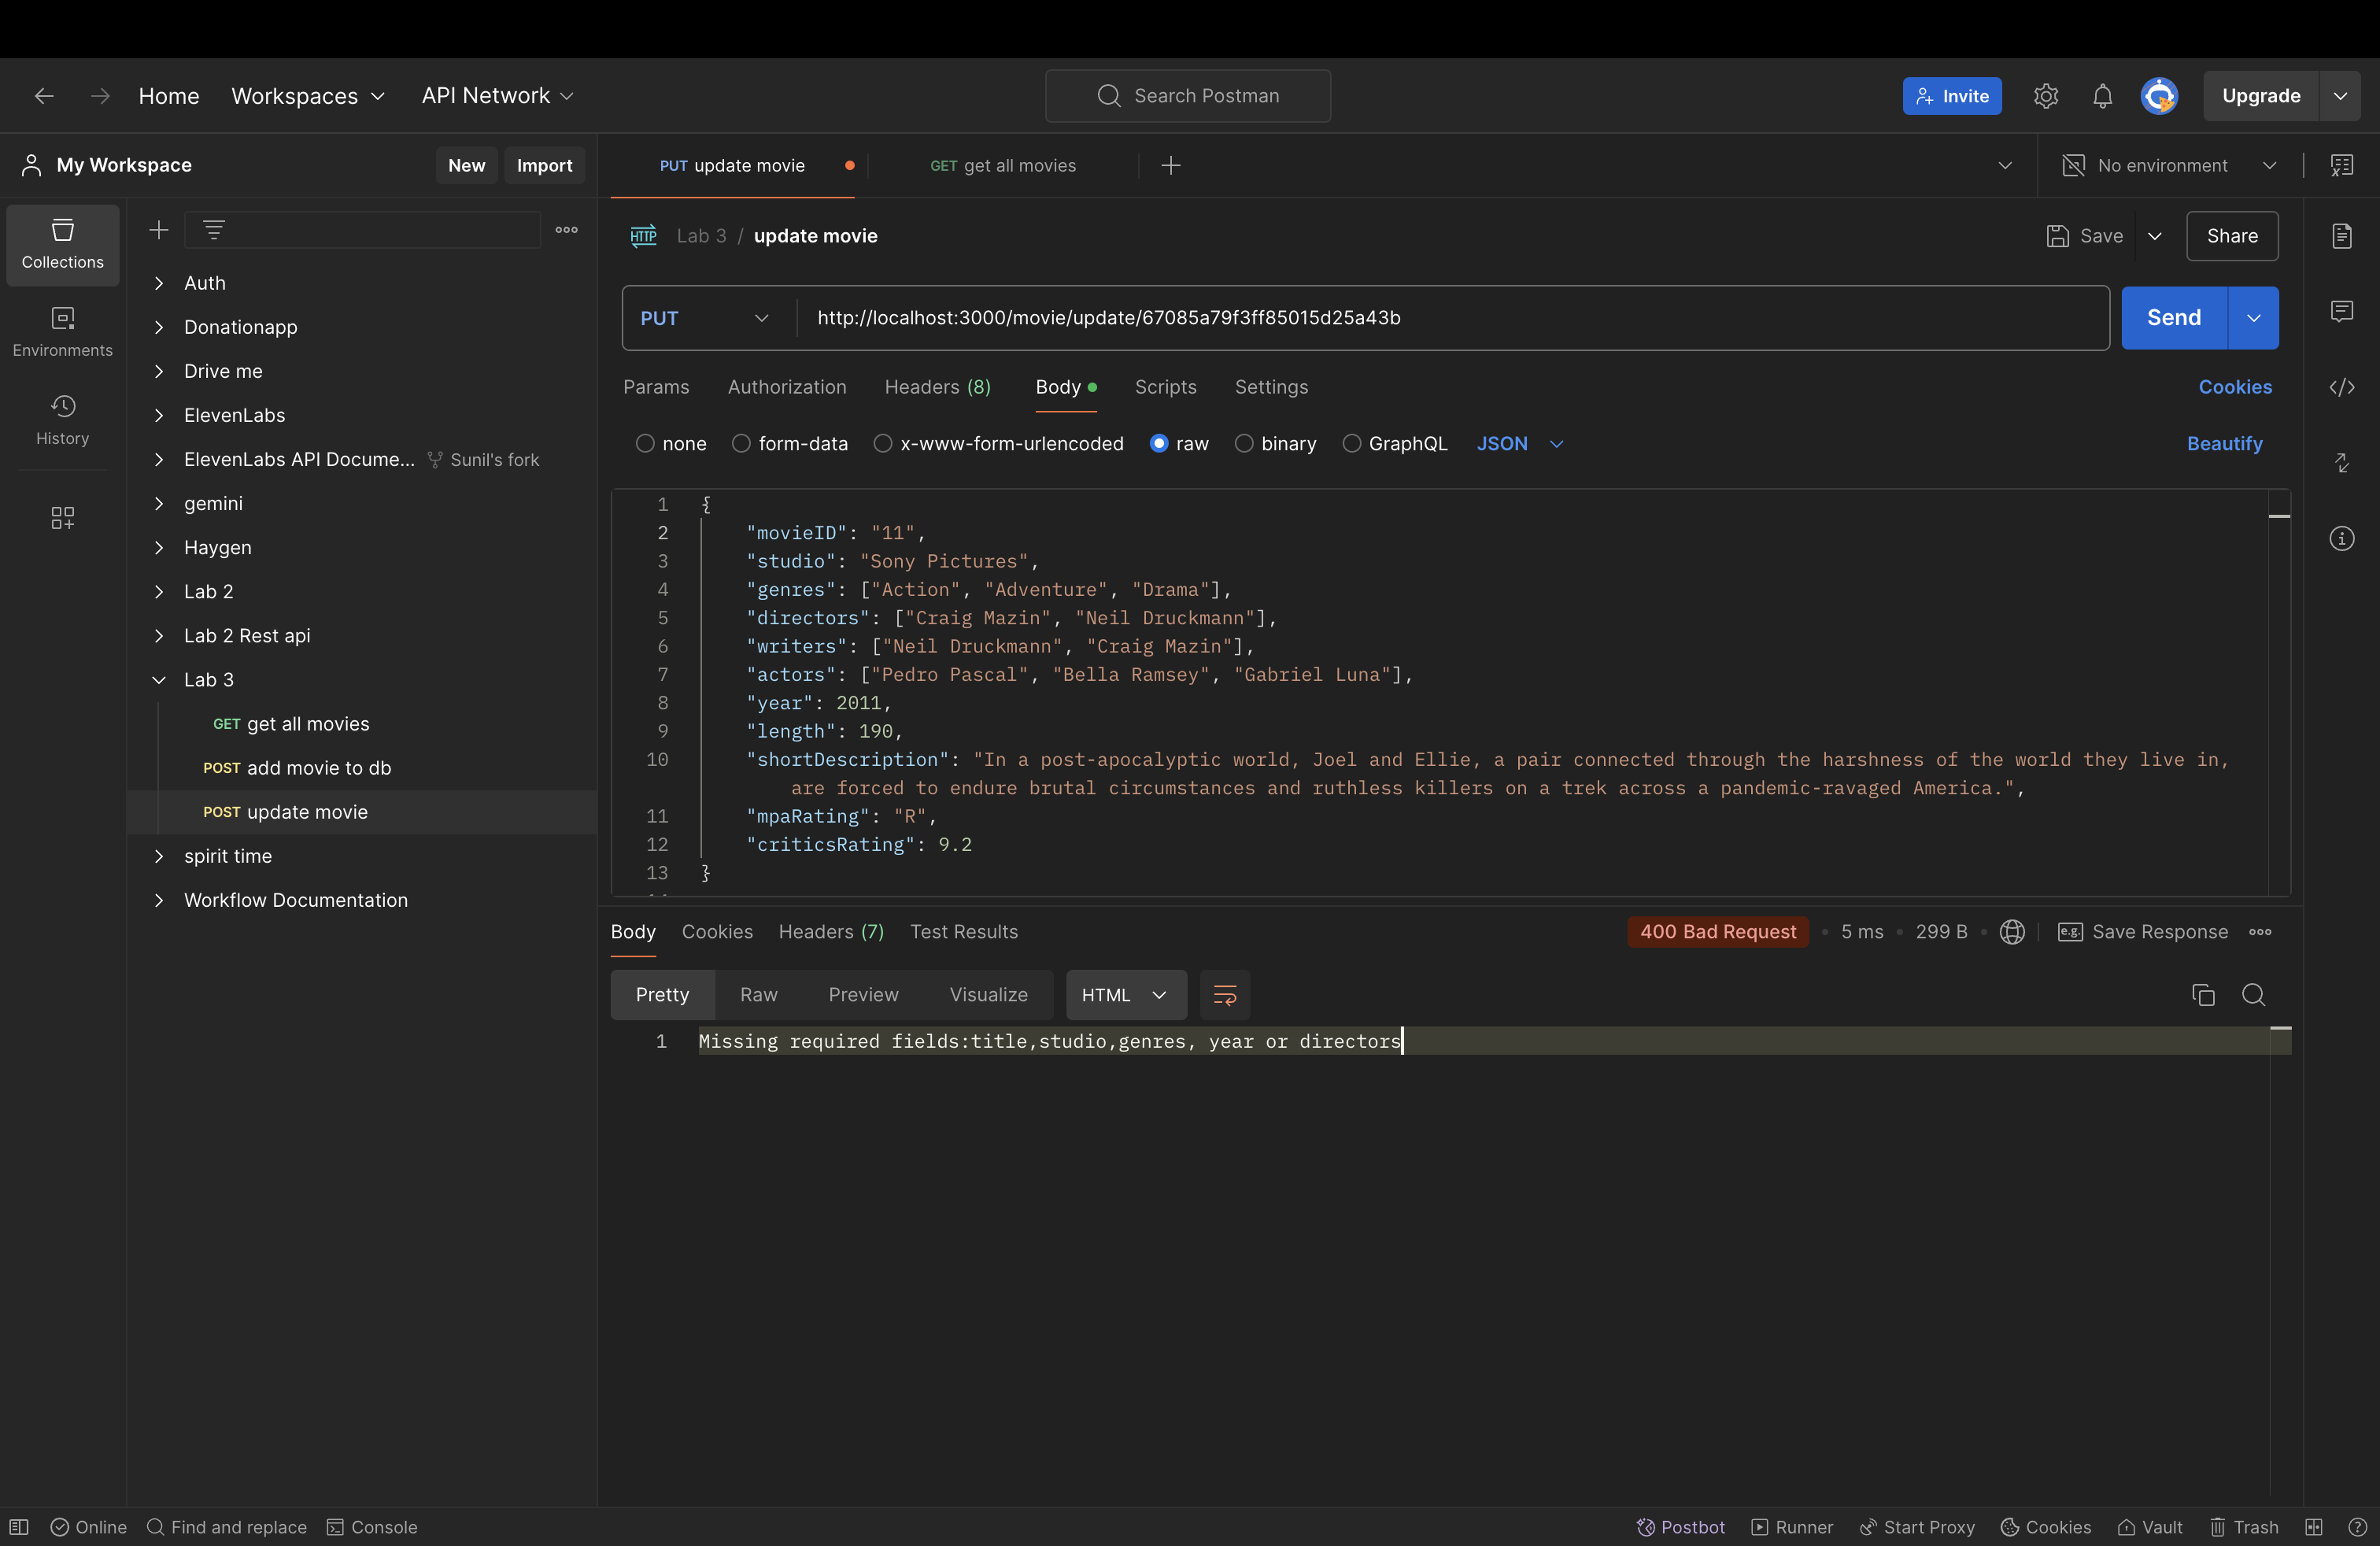 Home Workspaces API Network Search Postman Invite Upgrade
My Workspace New Import PUT update movie GET get all movies No environment
Collections
Environments
History
Auth
Donationapp
Drive me
ElevenLabs
ElevenLabs API Docume... Sunil's fork
gemini
Haygen
Lab 2
Lab 2 Rest api
Lab 3
GET get all movies
POST add movie to db
POST update movie
spirit time
Workflow Documentation
HTTP Lab 3 / update movie Save Share
PUT http://localhost:3000/movie/update/67085a79f3ff85015d25a43b Send
Params Authorization Headers (8) Body Scripts Settings Cookies
none form-data x-www-form-urlencoded raw binary GraphQL JSON Beautify
1 {
2 "movieID": "11",
3 "studio": "Sony Pictures",
4 "genres": ["Action", "Adventure", "Drama"],
5 "directors": ["Craig Mazin", "Neil Druckmann"],
6 "writers": ["Neil Druckmann", "Craig Mazin"],
7 "actors": ["Pedro Pascal", "Bella Ramsey", "Gabriel Luna"],
8 "year": 2011,
9 "length": 190,
10 "shortDescription": "In a post-apocalyptic world, Joel and Ellie, a pair connected through the harshness of the world they live in,
are forced to endure brutal circumstances and ruthless killers on a trek across a pandemic-ravaged America.",
11 "mpaRating": "R",
12 "criticsRating": 9.2
13 }
Body Cookies Headers (7) Test Results 400 Bad Request 5 ms 299 B e.g. Save Response
Pretty Raw Preview Visualize HTML
1 Missing required fields:title,studio,genres, year or directors
Online Find and replace Console Postbot Runner Start Proxy Cookies Vault Trash